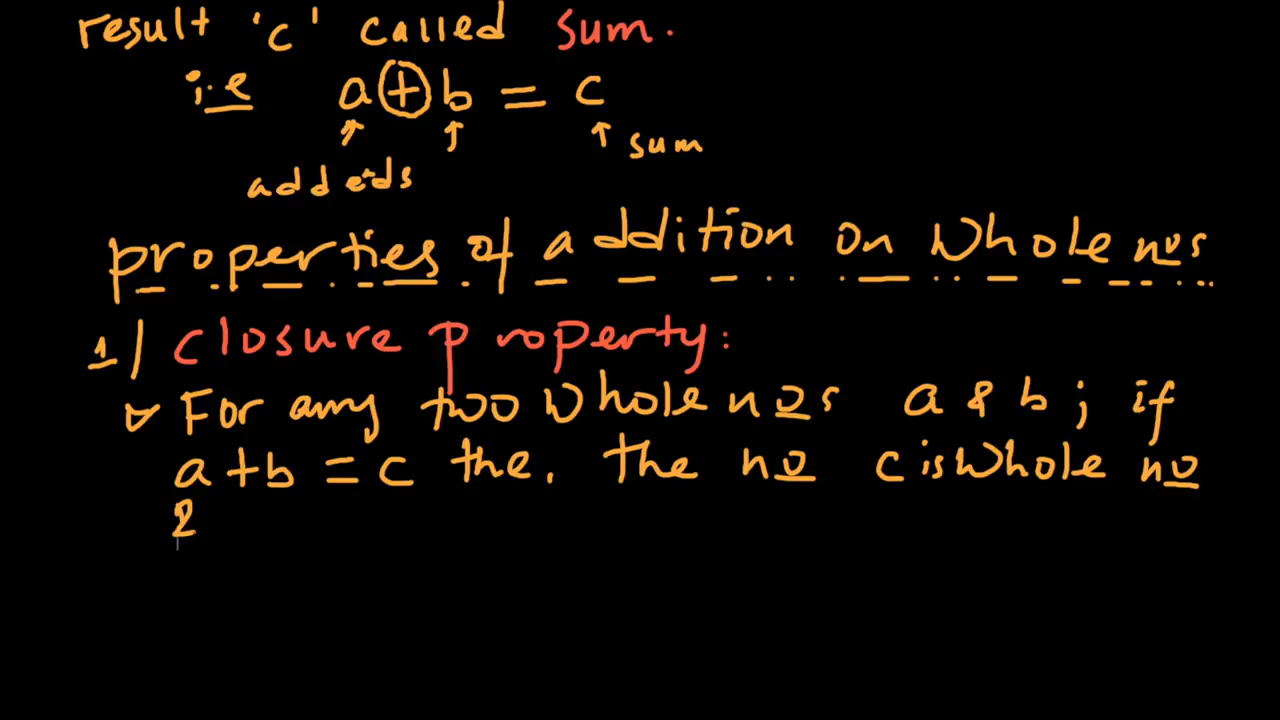 result 'c' called sum.
i.e a + b = c
sum
addeds
properties of addition on whole nos
1/ closure property:
For any two whole nos a & b ; if
a + b = c the. the no c is whole no